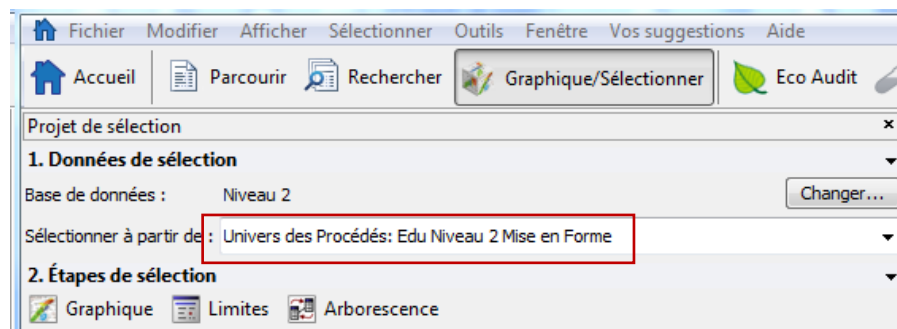 Fichier Modifier Afficher Sélectionner Outils Fenêtre Vos suggestions Aide
Accueil Parcourir Rechercher Graphique/Sélectionner Eco Audit
Projet de sélection
1. Données de sélection
Base de données : Niveau 2 Changer...
Sélectionner à partir de : Univers des Procédés: Edu Niveau 2 Mise en Forme
2. Étapes de sélection
Graphique Limites Arborescence